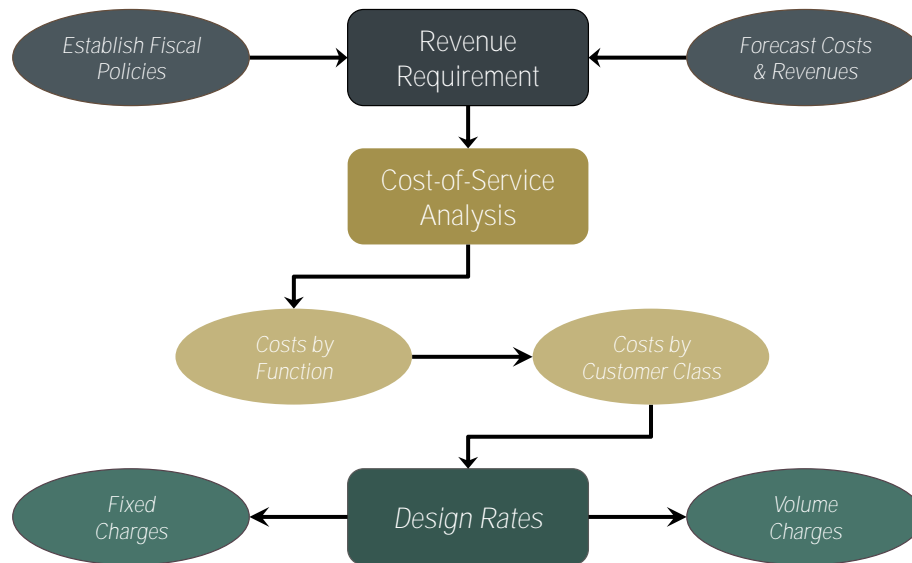 Establish Fiscal
Policies
Revenue
Requirement
Forecast Costs
& Revenues
Cost-of-Service
Analysis
Costs by
Function
Costs by
Customer Class
Fixed
Charges
Design Rates
Volume
Charges